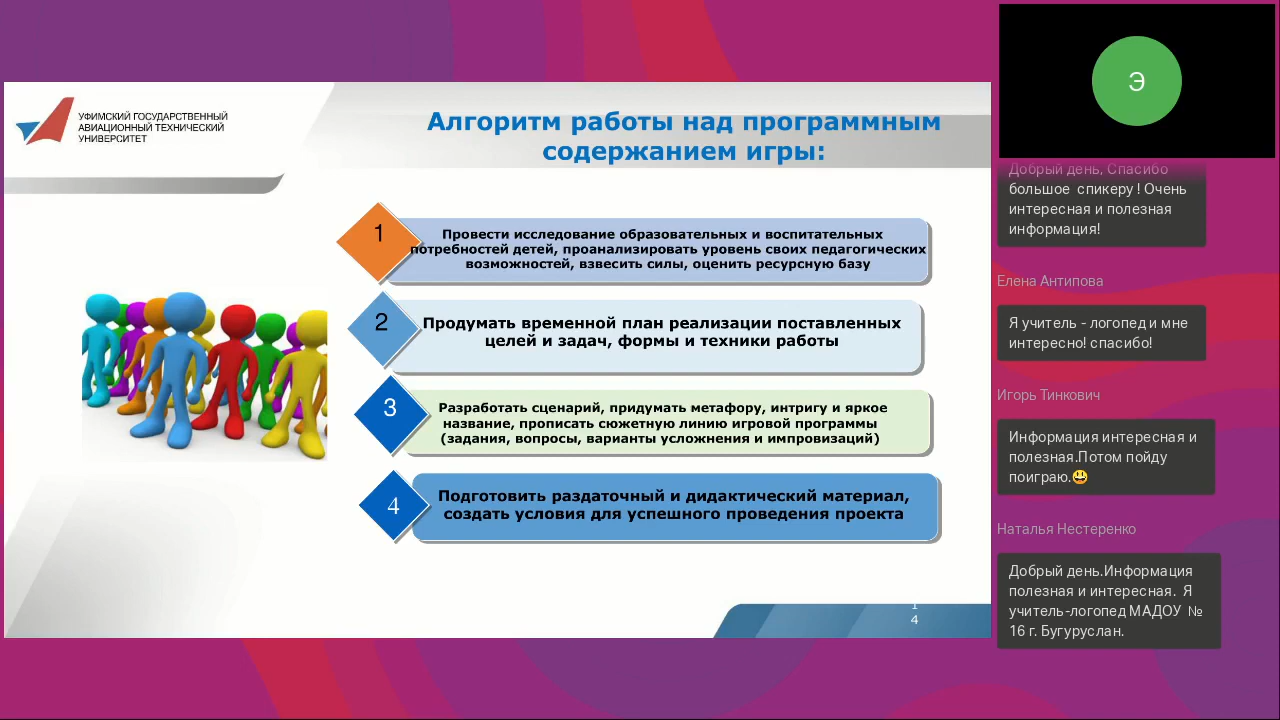 УФИМСКИЙ ГОСУДАРСТВЕННЫЙ
АВИАЦИОННЫЙ ТЕХНИЧЕСКИЙ
УНИВЕРСИТЕТ
Алгоритм работы над программным
содержанием игры:
1
Провести исследование образовательных и воспитательных
потребностей детей, проанализировать уровень своих педагогических
возможностей, взвесить силы, оценить ресурсную базу
2
Продумать временной план реализации поставленных
целей и задач, формы и техники работы
3
Разработать сценарий, придумать метафору, интригу и яркое
название, прописать сюжетную линию игровой программы
(задания, вопросы, варианты усложнения и импровизаций)
4
Подготовить раздаточный и дидактический материал,
создать условия для успешного проведения проекта
1
4
Э
Добрый день, Спасибо
большое спикеру ! Очень
интересная и полезная
информация!
Елена Антипова
Я учитель - логопед и мне
интересно! спасибо!
Игорь Тинкович
Информация интересная и
полезная.Потом пойду
поиграю.😃
Наталья Нестеренко
Добрый день.Информация
полезная и интересная. Я
учитель-логопед МАДОУ №
16 г. Бугуруслан.